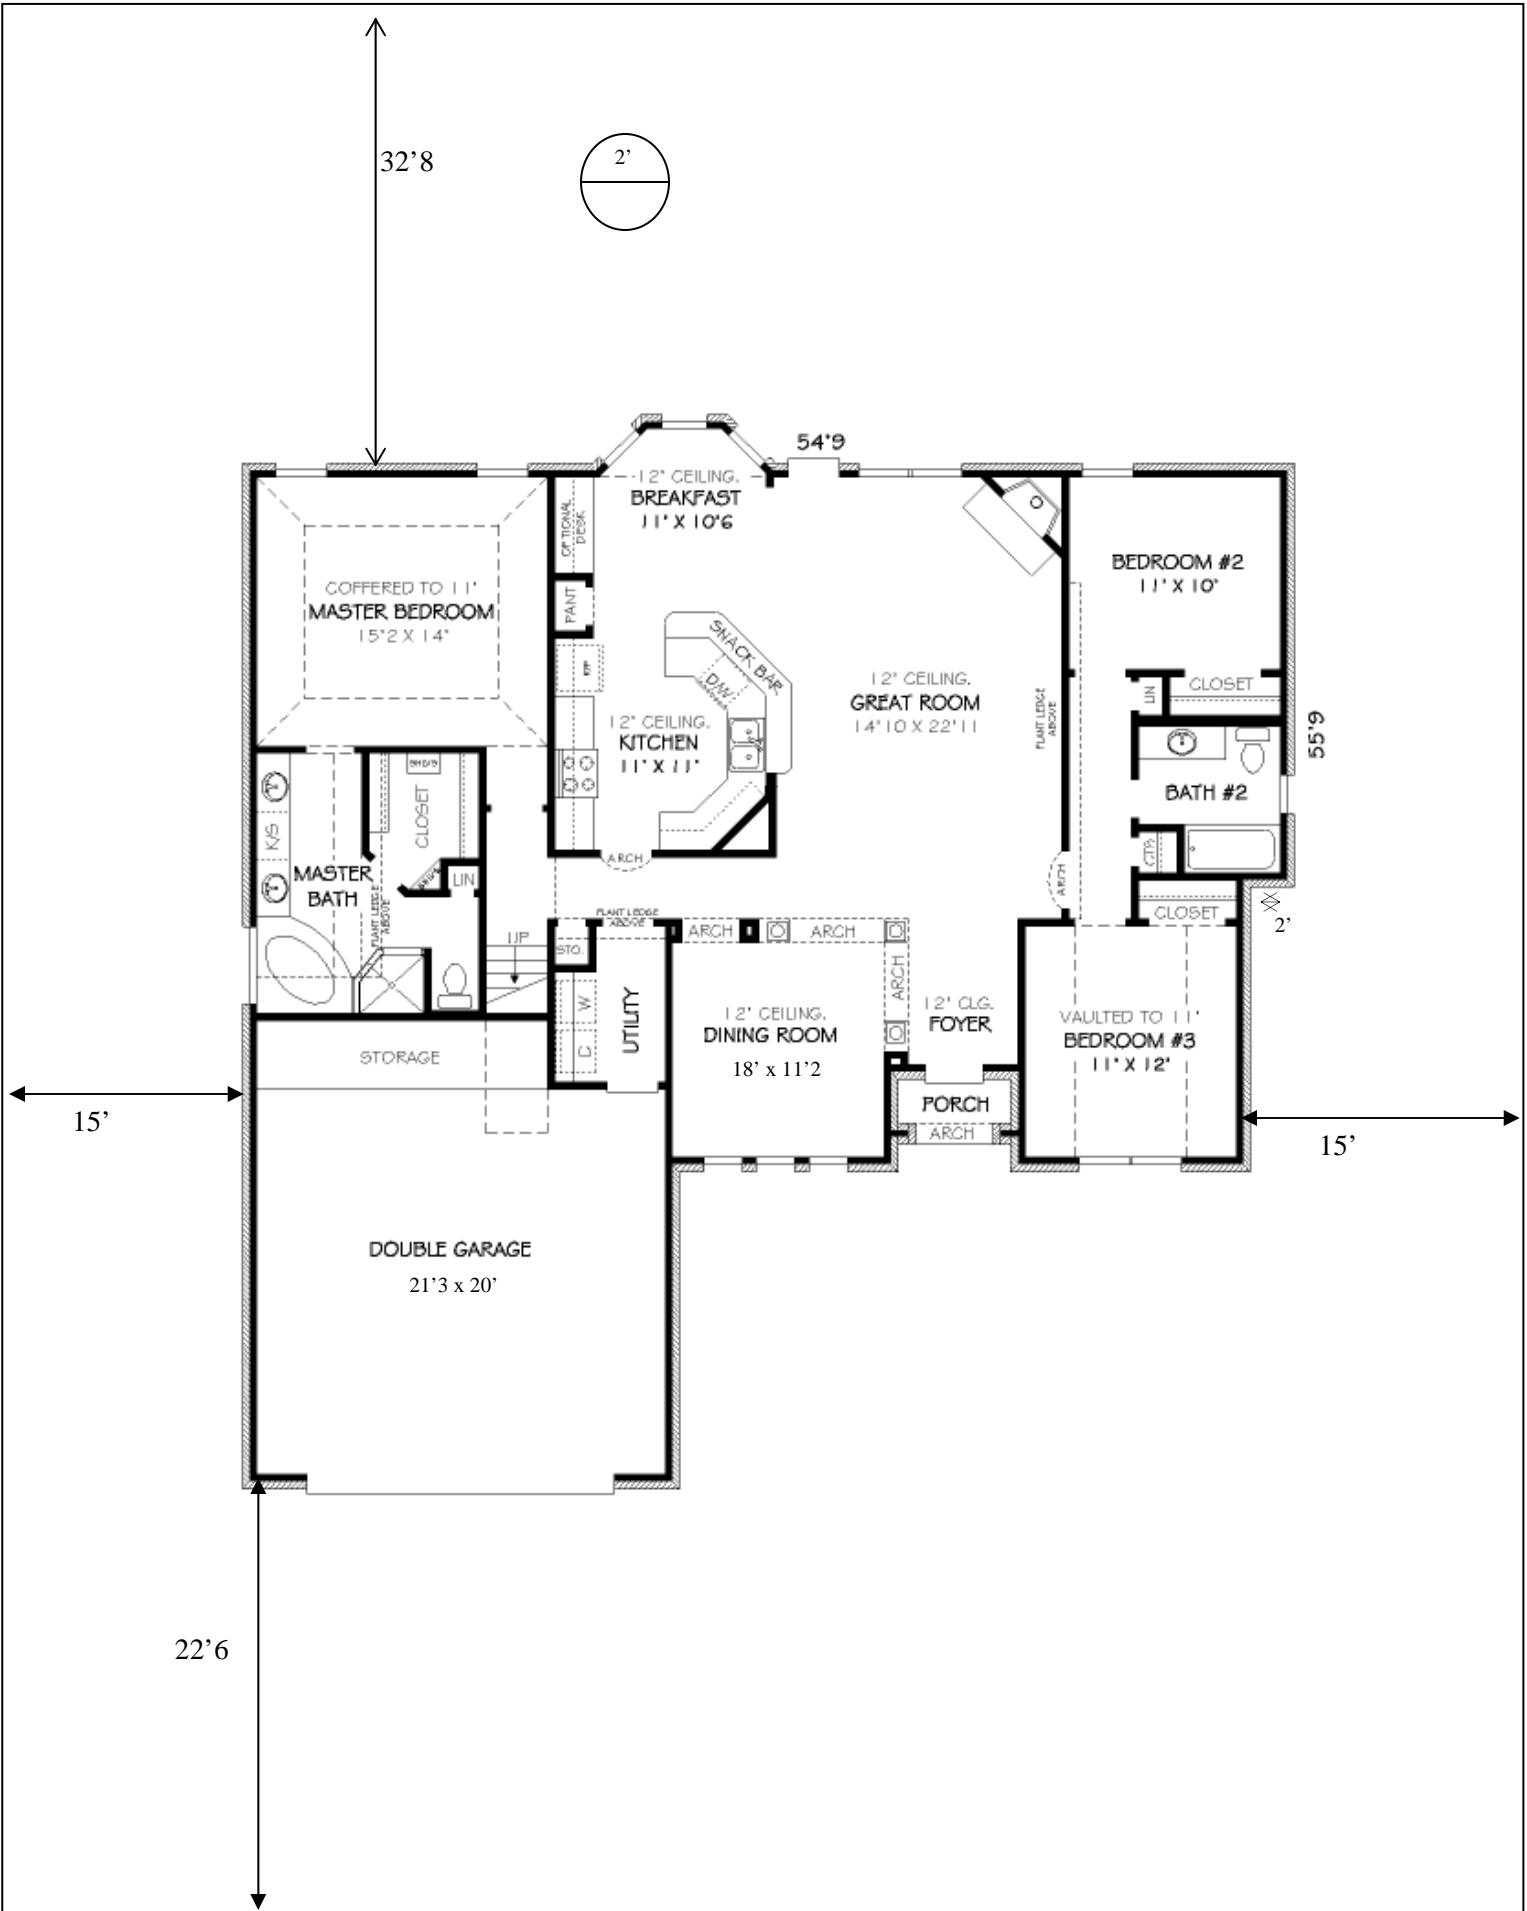 32’8
2’
54'9
12' CEILING.
BREAKFAST
11' X 10'6
OPTIONAL
DESK
BEDROOM #2
11' X 10'
COFFERED TO 11'
MASTER BEDROOM
15'2 X 14'
PANT
SNACK BAR
D/W
12' CEILING.
GREAT ROOM
14'10 X 22'11
PLANT LEDGE
ABOVE
LIN
CLOSET
12' CEILING.
KITCHEN
11' X 11'
55'9
SHLVS
CLOSET
K/S
BATH #2
ARCH
ARCH
MASTER
BATH
LIN
PLANT LEDGE
ABOVE
PLANT LEDGE
ABOVE
CLOSET
2’
ARCH
ARCH
UP
STO.
ARCH
W
D
UTILITY
12' CEILING.
DINING ROOM
18’ x 11’2
12' CLG.
FOYER
VAULTED TO 11'
BEDROOM #3
11' X 12'
STORAGE
PORCH
ARCH
15’
15’
DOUBLE GARAGE
21’3 x 20’
22’6